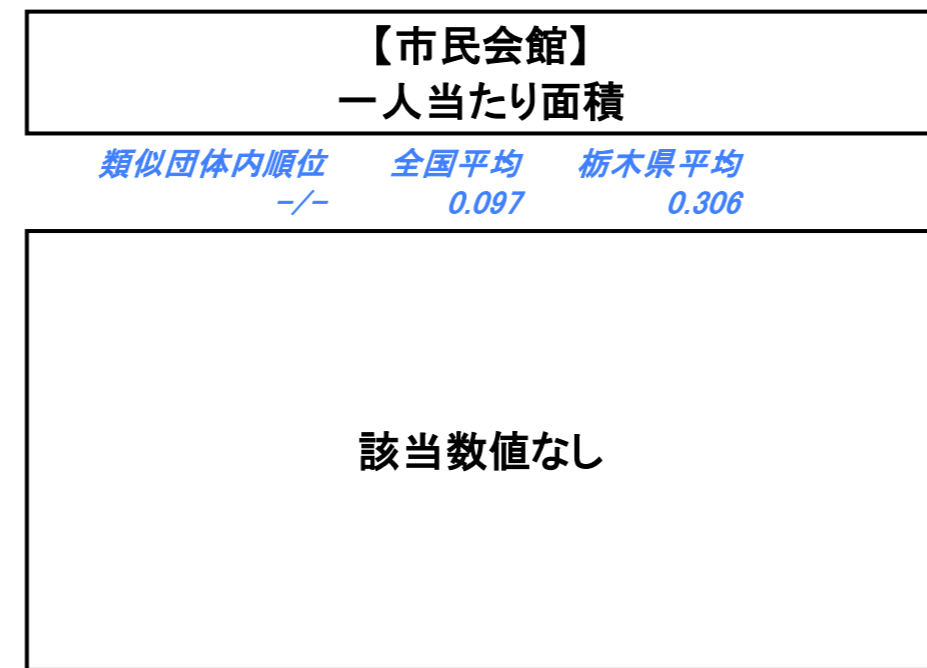 【市民会館】
一人当たり面積
類似団体内順位 全国平均 栃木県平均
-/- 0.097 0.306
該当数値なし